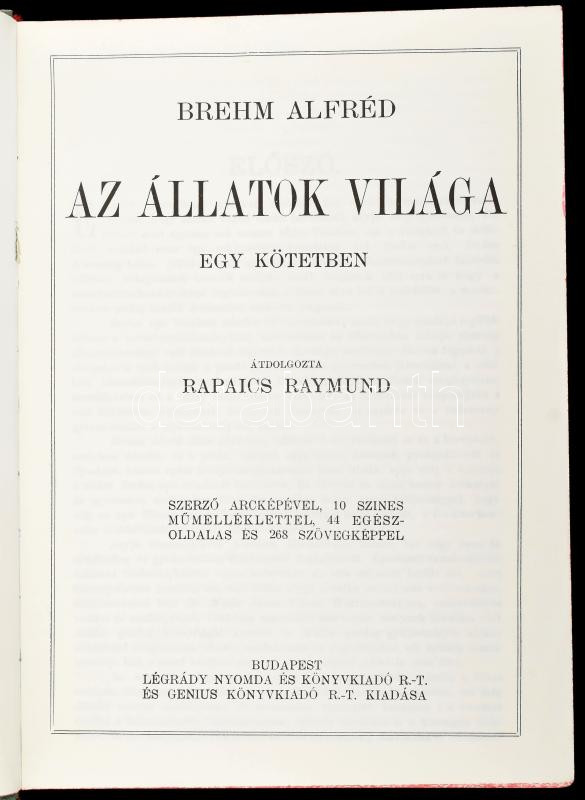 BREHM ALFRÉD
AZ ÁLLATOK VILÁGA
EGY KÖTETBEN
ÁTDOLGOZTA
RAPAICS RAYMUND
darabanth
SZERZŐ ARCKÉPÉVEL, 10 SZINES
MŰMELLÉKLETTEL, 44 EGÉSZ-
OLDALAS ÉS 268 SZÖVEGKÉPPEL
BUDAPEST
LÉGRÁDY NYOMDA ÉS KÖNYVKIADÓ R.-T.
ÉS GENIUS KÖNYVKIADÓ R.-T. KIADÁSA